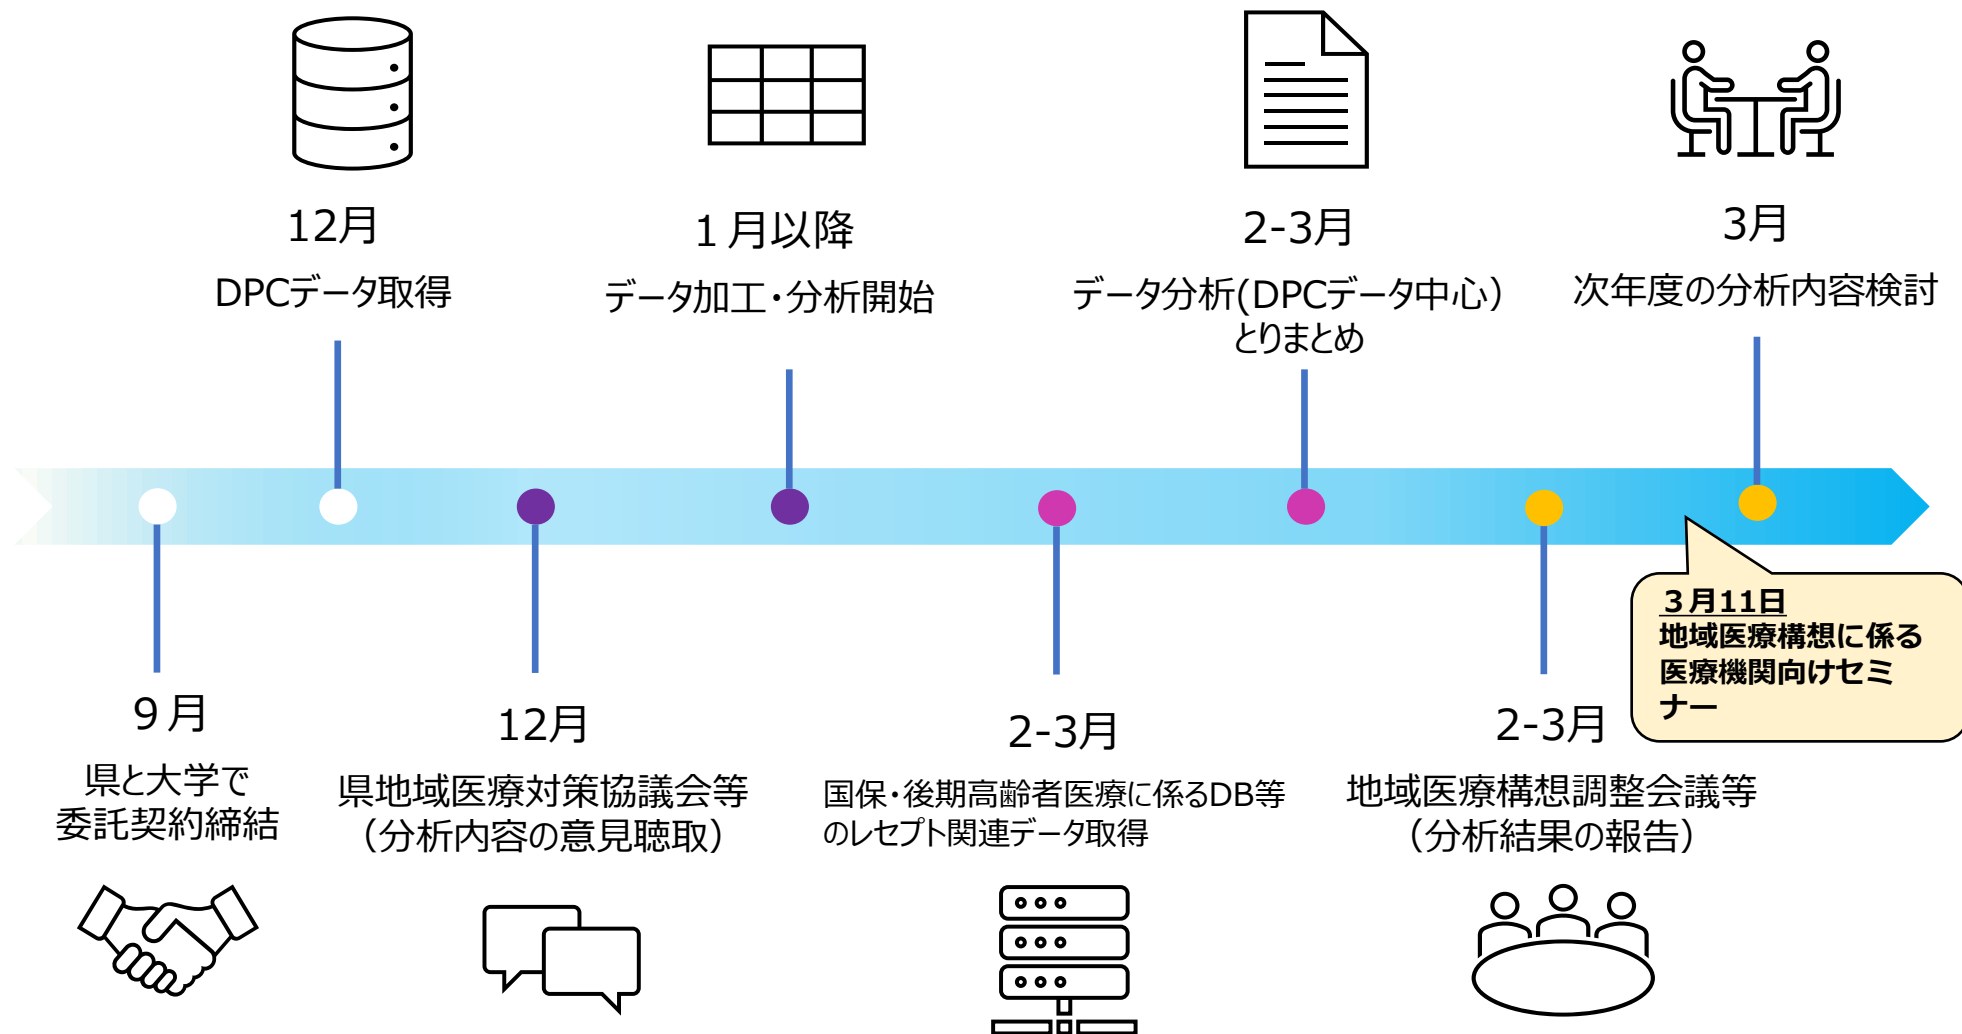 12月
DPCデータ取得
１月以降
データ加工・分析開始
2-3月
データ分析(DPCデータ中心）
とりまとめ
3月
次年度の分析内容検討
３月11日
地域医療構想に係る
医療機関向けセミ
ナー
９月
県と大学で
委託契約締結
12月
県地域医療対策協議会等
（分析内容の意見聴取）
2-3月
国保・後期高齢者医療に係るDB等
のレセプト関連データ取得
2-3月
地域医療構想調整会議等
（分析結果の報告）